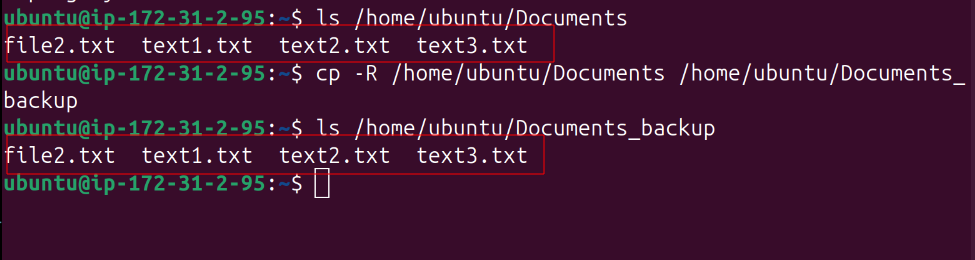 ubuntu@ip-172-31-2-95:~$ ls /home/ubuntu/Documents
file2.txt  text1.txt  text2.txt  text3.txt
ubuntu@ip-172-31-2-95:~$ cp -R /home/ubuntu/Documents /home/ubuntu/Documents_
backup
ubuntu@ip-172-31-2-95:~$ ls /home/ubuntu/Documents_backup
file2.txt  text1.txt  text2.txt  text3.txt
ubuntu@ip-172-31-2-95:~$